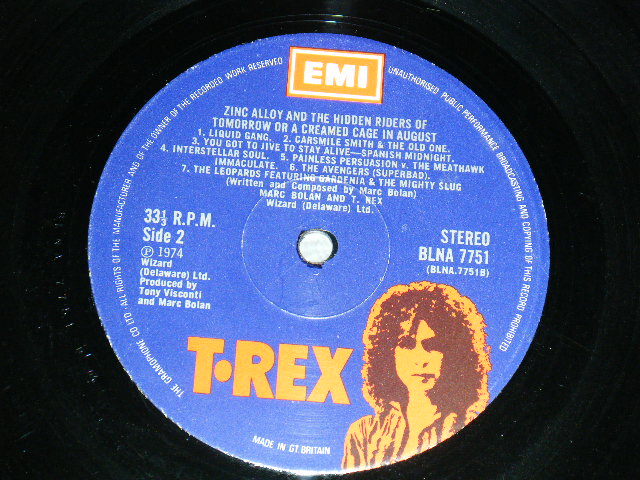 EMI
THE GRAMOPHONE CO LTD ALL RIGHTS OF THE MANUFACTURER AND OF THE OWNER OF THE RECORDED WORK RESERVED
UNAUTHORISED PUBLIC PERFORMANCE BROADCASTING AND COPYING OF THIS RECORD PROHIBITED
ZINC ALLOY AND THE HIDDEN RIDERS OF
TOMORROW OR A CREAMED CAGE IN AUGUST
1. LIQUID GANG. 2. CARSMILE SMITH & THE OLD ONE.
3. YOU GOT TO JIVE TO STAY ALIVE—SPANISH MIDNIGHT.
4. INTERSTELLAR SOUL. 5. PAINLESS PERSUASION v. THE MEATHAWK
IMMACULATE. 6. THE AVENGERS (SUPERBAD).
7. THE LEOPARDS FEATURING GARDENIA & THE MIGHTY SLUG
(Written and Composed by Marc Bolan)
MARC BOLAN AND T. REX
Wizard (Delaware) Ltd.
33⅓ R.P.M.
Side 2
℗ 1974
Wizard
(Delaware) Ltd.
Produced by
Tony Visconti
and Marc Bolan
STEREO
BLNA 7751
(BLNA.7751B)
T•REX
MADE IN GT. BRITAIN